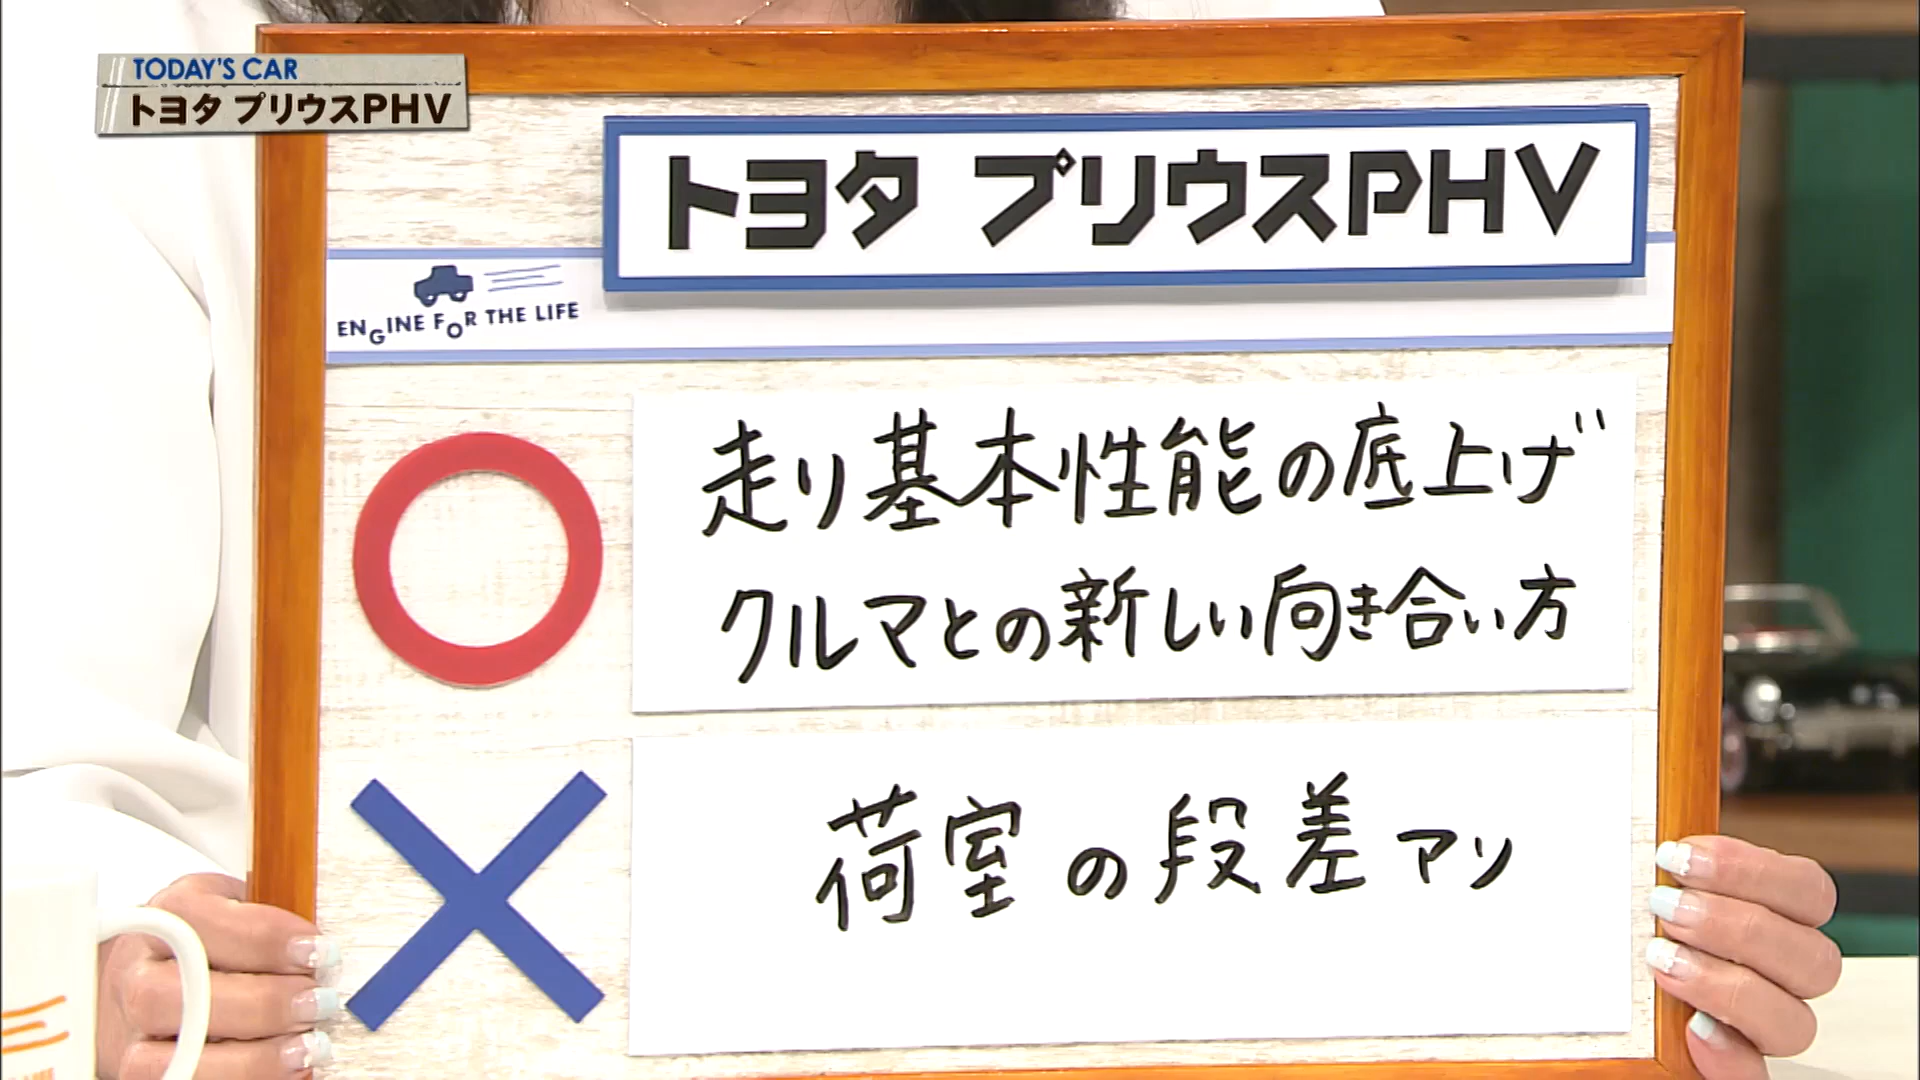 TODAY'S CAR
トヨタ プリウスPHV
トヨタ プリウスPHV
ENGINE FOR THE LIFE
走り基本性能の底上げ
クルマとの新しい向き合い方
荷室の段差アリ